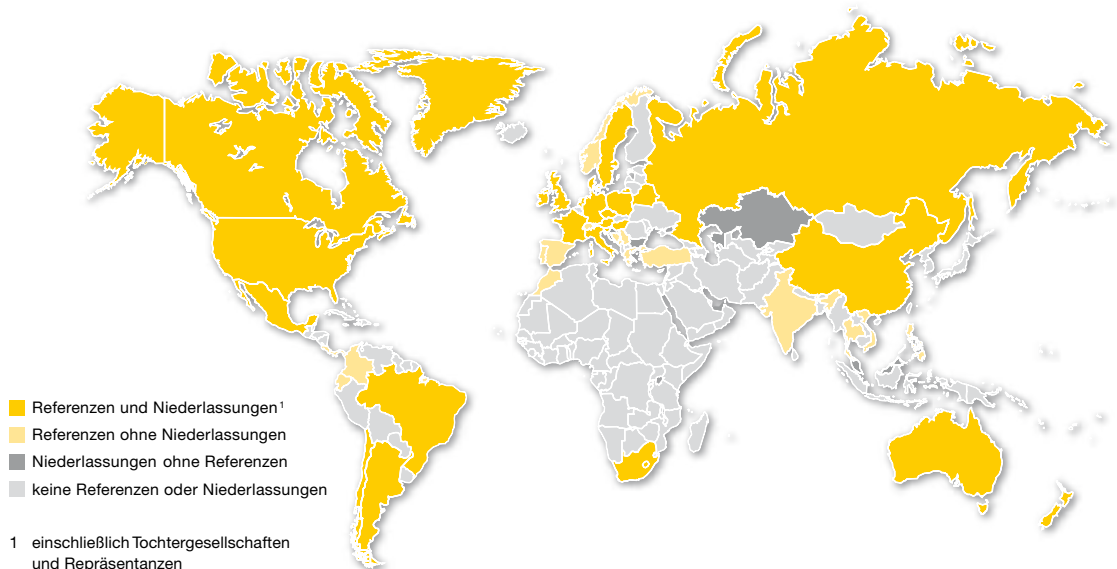 Referenzen und Niederlassungen¹
Referenzen ohne Niederlassungen
Niederlassungen ohne Referenzen
keine Referenzen oder Niederlassungen
1 einschließlich Tochtergesellschaften
und Repräsentanzen